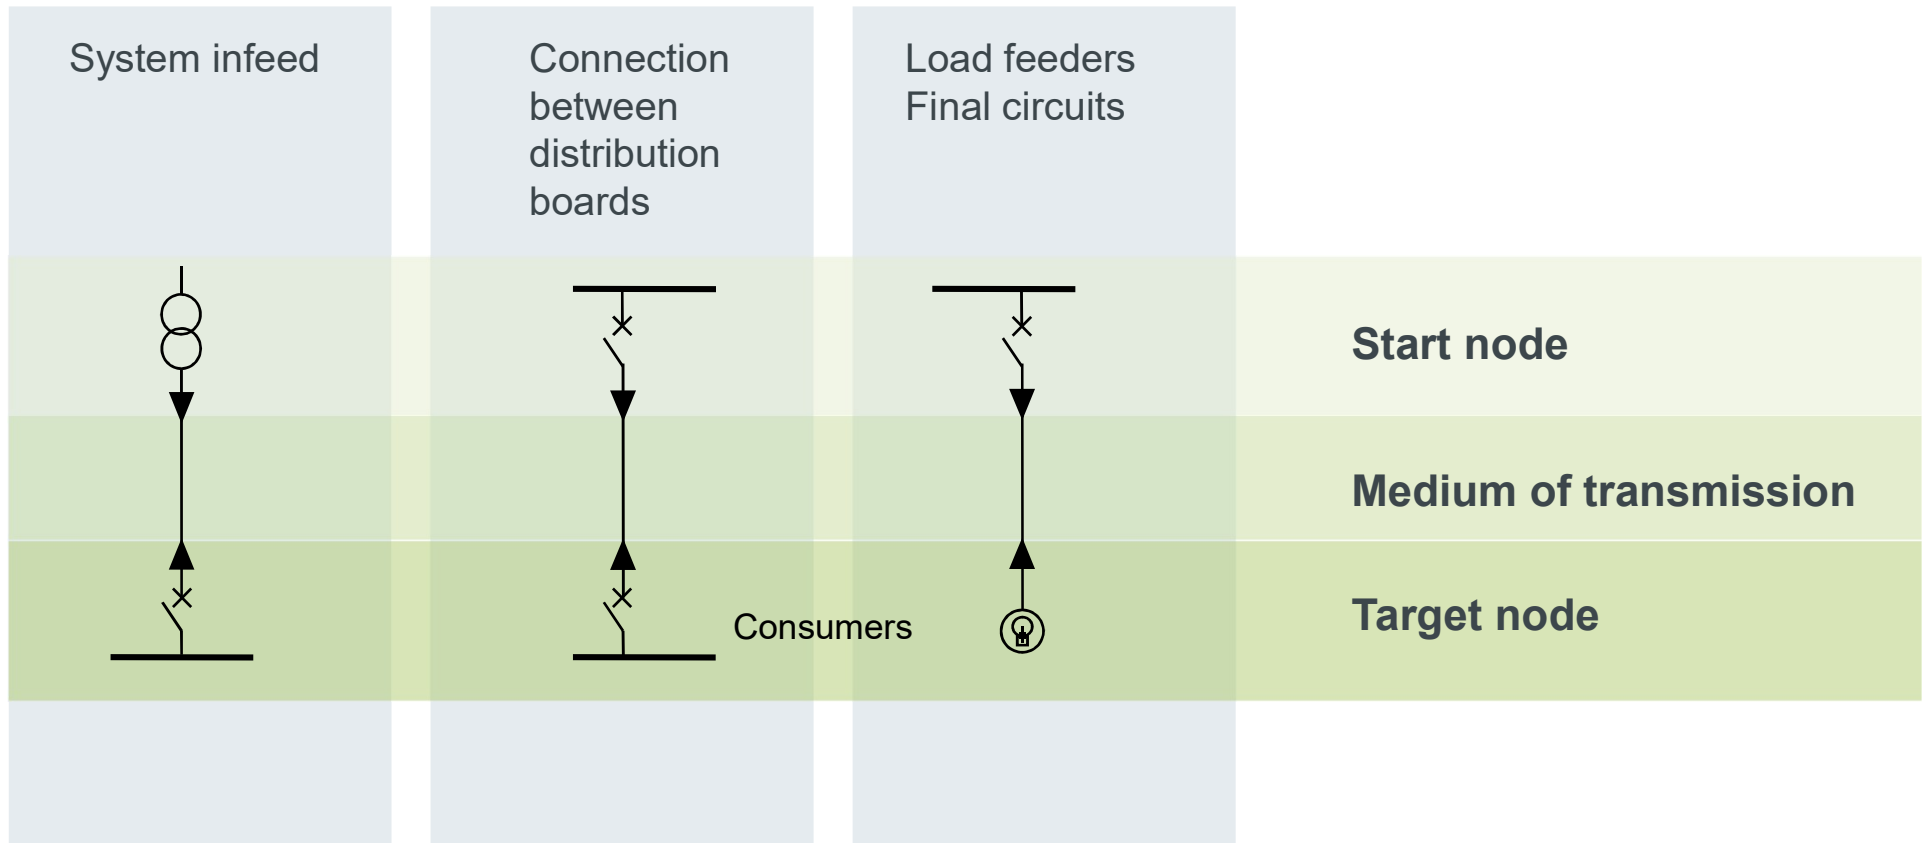 System infeed
Connection
between
distribution
boards
Load feeders
Final circuits
Start node
Medium of transmission
Consumers
Target node